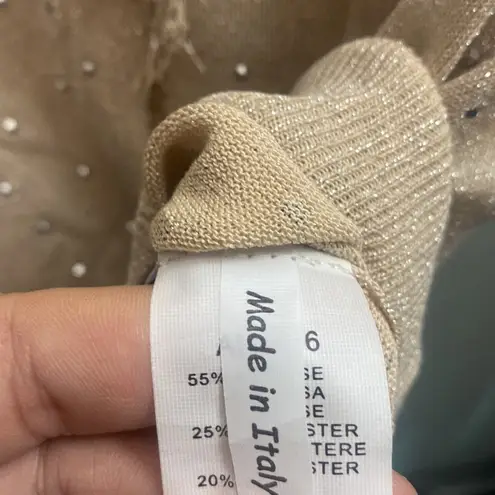 A 6
55% SE
SA
SE
25% STER
TERE
STER
20%
Made in Italy